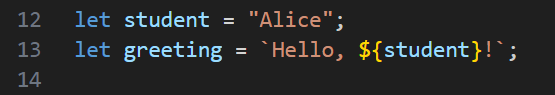 12 let student = "Alice";
13 let greeting = `Hello, ${student}!`;
14